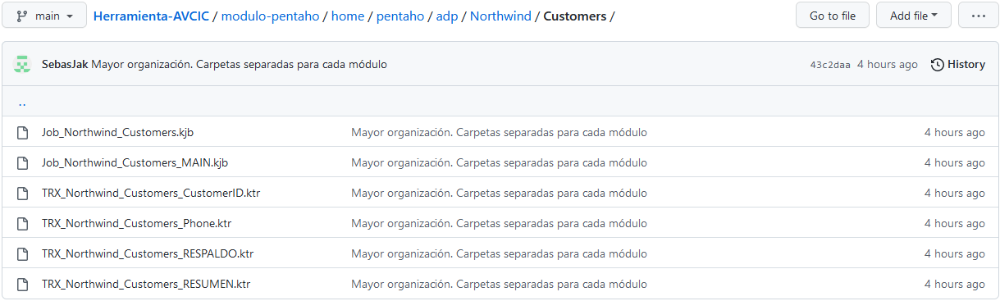 main Herramienta-AVCIC / modulo-pentaho / home / pentaho / adp / Northwind / Customers / Go to file Add file ...
SebasJak Mayor organización. Carpetas separadas para cada módulo 43c2daa 4 hours ago History
..
Job_Northwind_Customers.kjb Mayor organización. Carpetas separadas para cada módulo 4 hours ago
Job_Northwind_Customers_MAIN.kjb Mayor organización. Carpetas separadas para cada módulo 4 hours ago
TRX_Northwind_Customers_CustomerID.ktr Mayor organización. Carpetas separadas para cada módulo 4 hours ago
TRX_Northwind_Customers_Phone.ktr Mayor organización. Carpetas separadas para cada módulo 4 hours ago
TRX_Northwind_Customers_RESPALDO.ktr Mayor organización. Carpetas separadas para cada módulo 4 hours ago
TRX_Northwind_Customers_RESUMEN.ktr Mayor organización. Carpetas separadas para cada módulo 4 hours ago